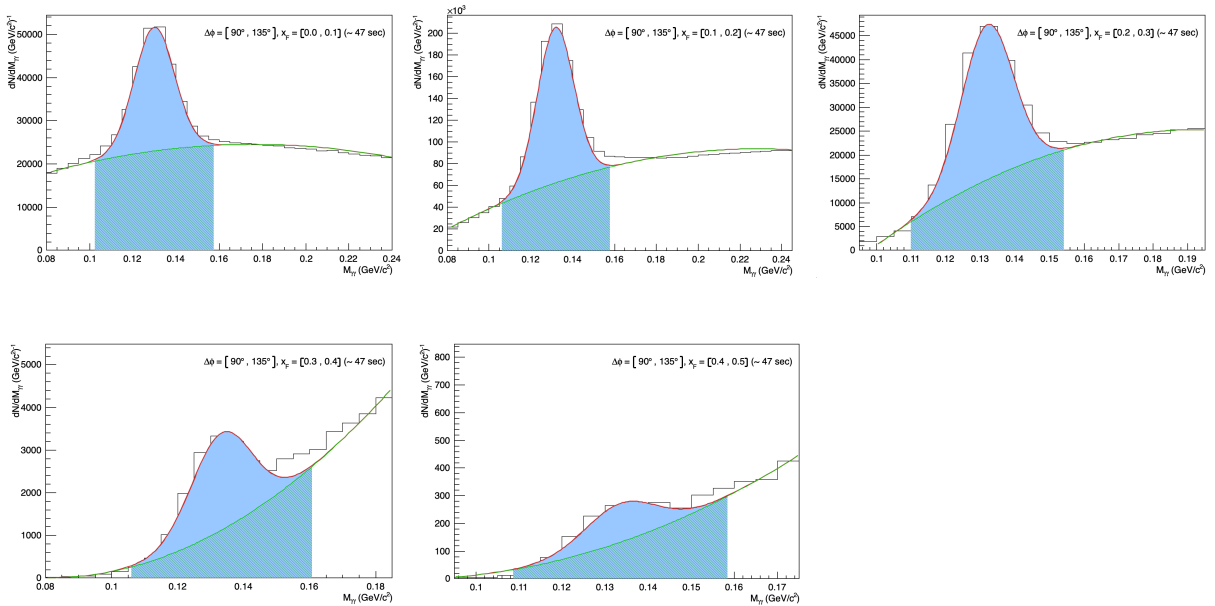 Δφ = [ 90° , 135° ], x_F = [0.0 , 0.1] (~ 47 sec)
dN/dM_γγ (GeV/c²)⁻¹
50000
40000
30000
20000
10000
0
0.08 0.1 0.12 0.14 0.16 0.18 0.2 0.22 0.24
M_γγ (GeV/c²)
×10³
Δφ = [ 90° , 135° ], x_F = [0.1 , 0.2] (~ 47 sec)
dN/dM_γγ (GeV/c²)⁻¹
200
180
160
140
120
100
80
60
40
20
0
0.08 0.1 0.12 0.14 0.16 0.18 0.2 0.22 0.24
M_γγ (GeV/c²)
Δφ = [ 90° , 135° ], x_F = [0.2 , 0.3] (~ 47 sec)
dN/dM_γγ (GeV/c²)⁻¹
45000
40000
35000
30000
25000
20000
15000
10000
5000
0
0.1 0.11 0.12 0.13 0.14 0.15 0.16 0.17 0.18 0.19
M_γγ (GeV/c²)
Δφ = [ 90° , 135° ], x_F = [0.3 , 0.4] (~ 47 sec)
dN/dM_γγ (GeV/c²)⁻¹
5000
4000
3000
2000
1000
0
0.08 0.1 0.12 0.14 0.16 0.18
M_γγ (GeV/c²)
Δφ = [ 90° , 135° ], x_F = [0.4 , 0.5] (~ 47 sec)
dN/dM_γγ (GeV/c²)⁻¹
800
700
600
500
400
300
200
100
0
0.1 0.11 0.12 0.13 0.14 0.15 0.16 0.17
M_γγ (GeV/c²)